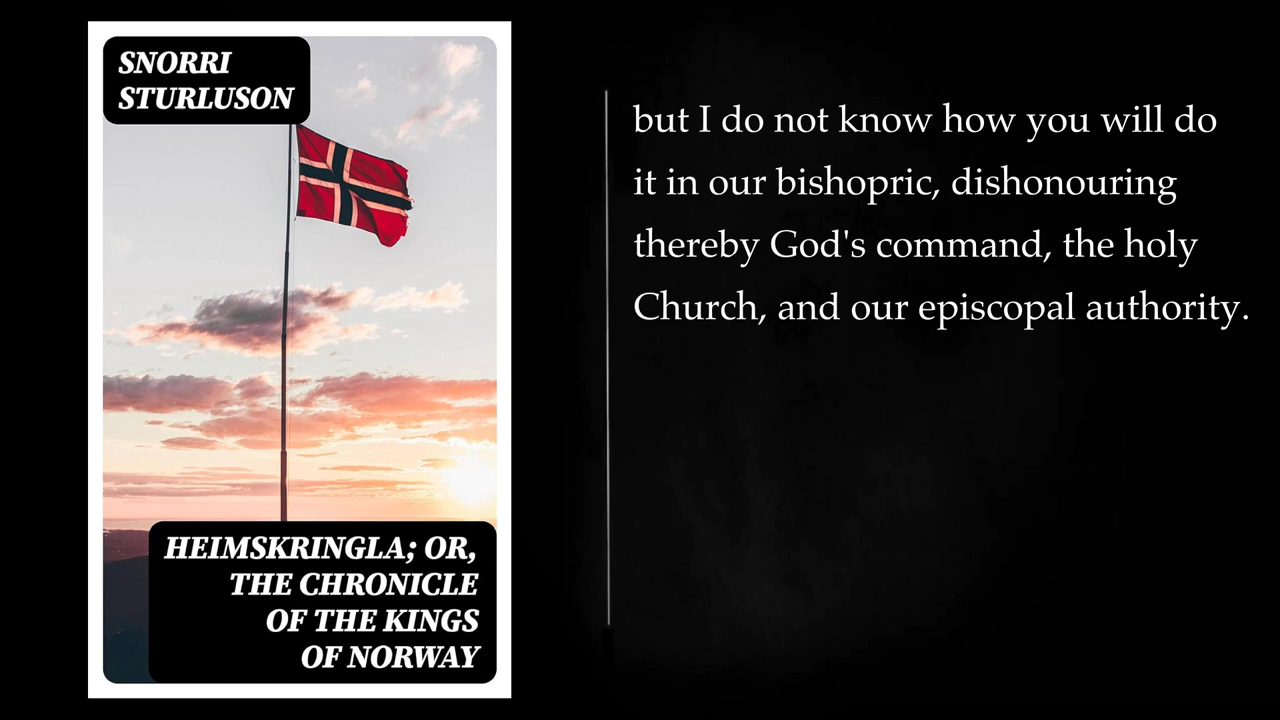 SNORRI
STURLUSON
HEIMSKRINGLA; OR,
THE CHRONICLE
OF THE KINGS
OF NORWAY
but I do not know how you will do
it in our bishopric, dishonouring
thereby God's command, the holy
Church, and our episcopal authority.